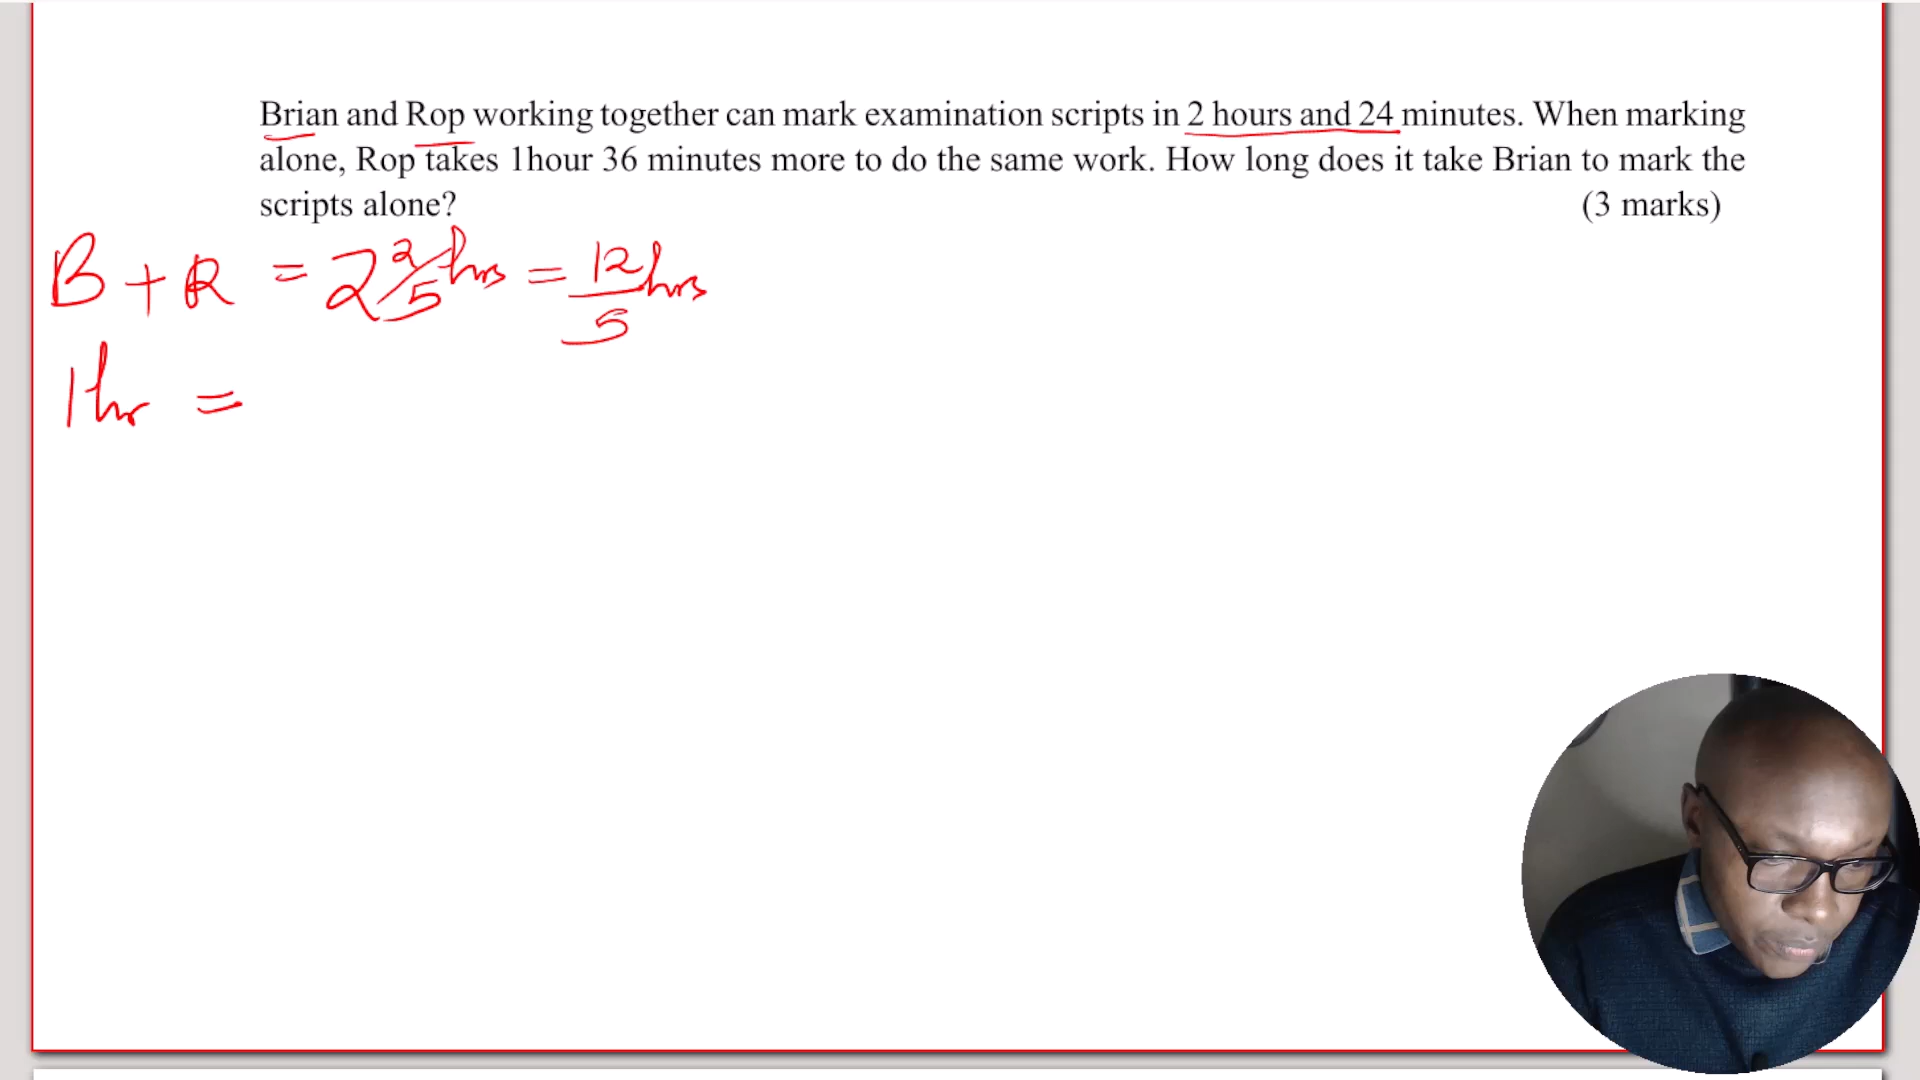 Brian and Rop working together can mark examination scripts in 2 hours and 24 minutes. When marking
alone, Rop takes 1hour 36 minutes more to do the same work. How long does it take Brian to mark the
scripts alone? (3 marks)
B + R = 2 2/5 hrs = 12/5 hrs
1hr =